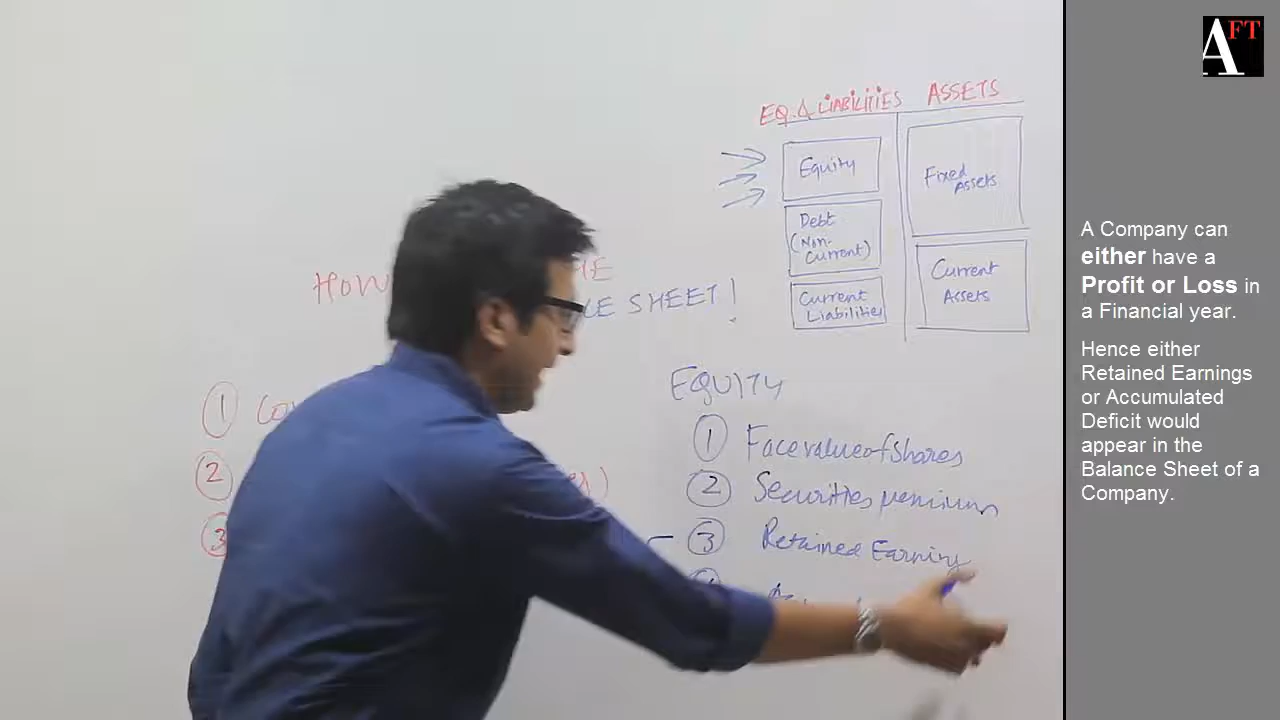 AFT
EQ. & LIABILITIES
ASSETS
Equity
Debt
(Non-
Current)
Current
Liabilities
Fixed
Assets
Current
Assets
HOW
SHEET!
EQUITY
1 Face value of Shares
2 Securities premium
3 Retained Earning
1
2
3
A Company can
either have a
Profit or Loss in
a Financial year.
Hence either
Retained Earnings
or Accumulated
Deficit would
appear in the
Balance Sheet of a
Company.